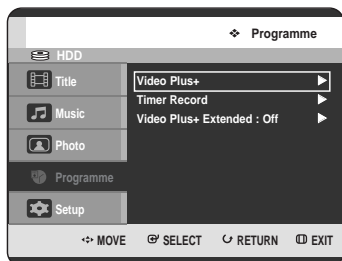 Programme
HDD
Title
Video Plus+
Timer Record
Music
Video Plus+ Extended : Off
Photo
Programme
Setup
MOVE SELECT RETURN EXIT